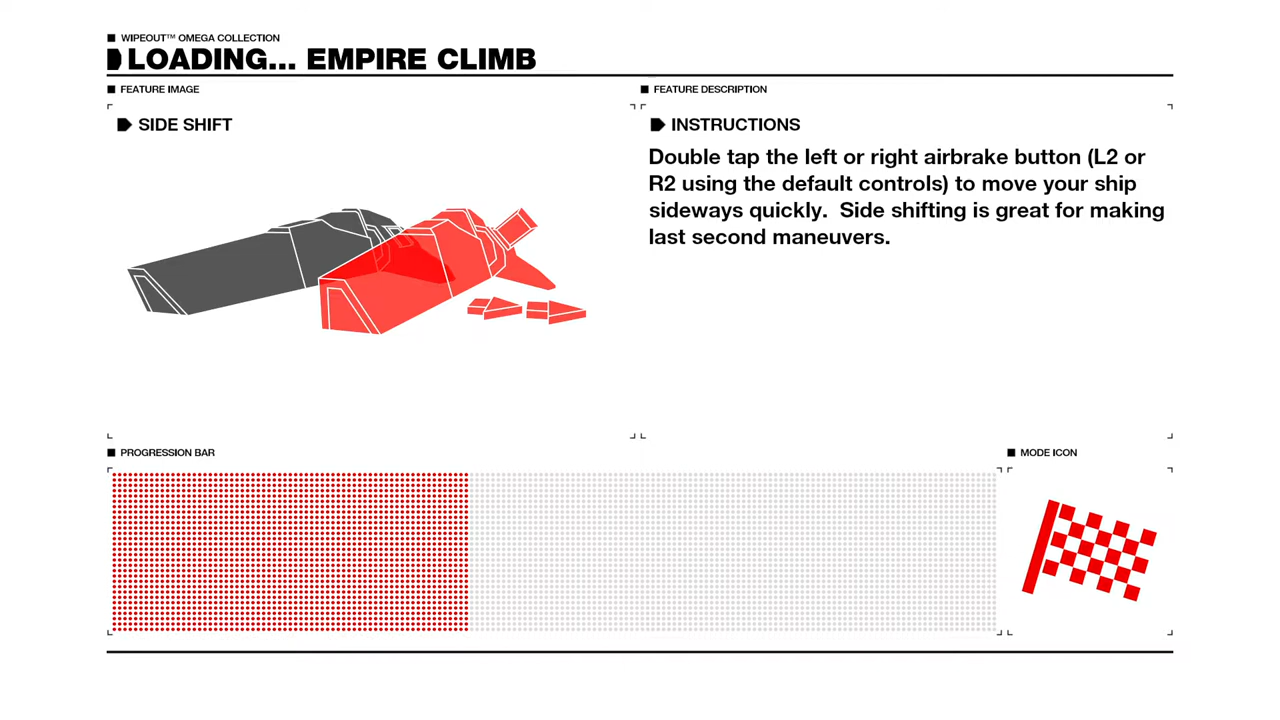 WIPEOUT™ OMEGA COLLECTION
LOADING... EMPIRE CLIMB
FEATURE IMAGE
SIDE SHIFT
FEATURE DESCRIPTION
INSTRUCTIONS
Double tap the left or right airbrake button (L2 or
R2 using the default controls) to move your ship
sideways quickly.  Side shifting is great for making
last second maneuvers.
PROGRESSION BAR
MODE ICON